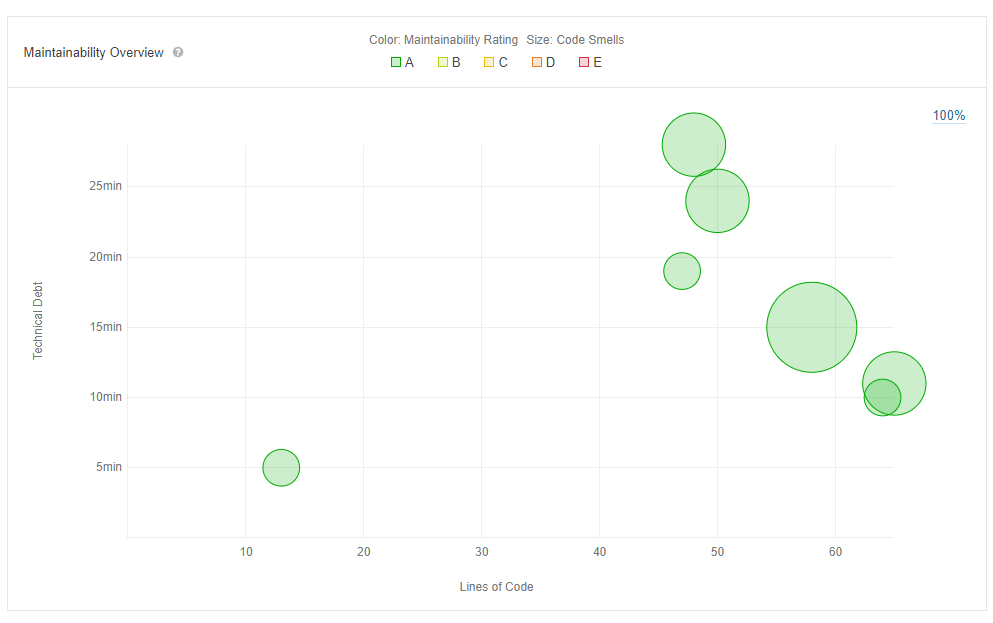 Maintainability Overview ?
Color: Maintainability Rating Size: Code Smells
A B C D E
100%
25min
20min
15min
10min
5min
Technical Debt
10 20 30 40 50 60
Lines of Code